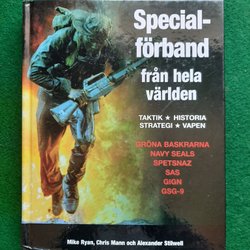 Special-
förband
från hela
världen
TAKTIK ★ HISTORIA
STRATEGI ★ VAPEN
GRÖNA BASKRARNA
NAVY SEALS
SPETSNAZ
SAS
GIGN
GSG-9
Mike Ryan, Chris Mann och Alexander Stilwell